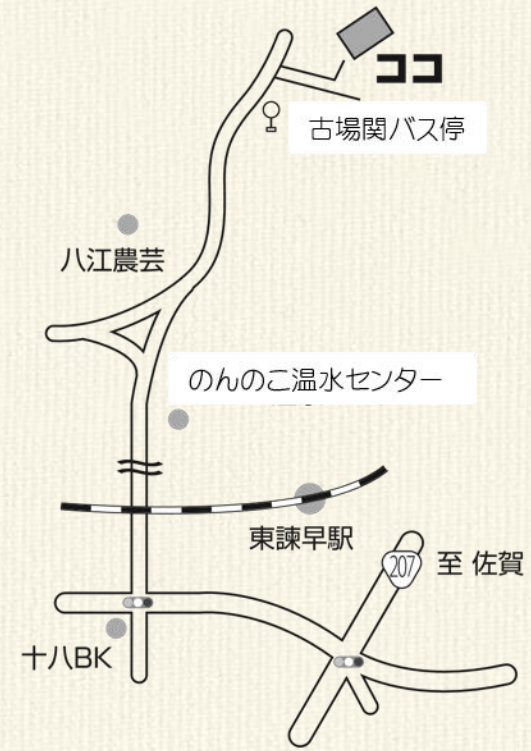 ココ
古場関バス停
八江農芸
のんのこ温水センター
東諫早駅
207
至 佐賀
十八BK